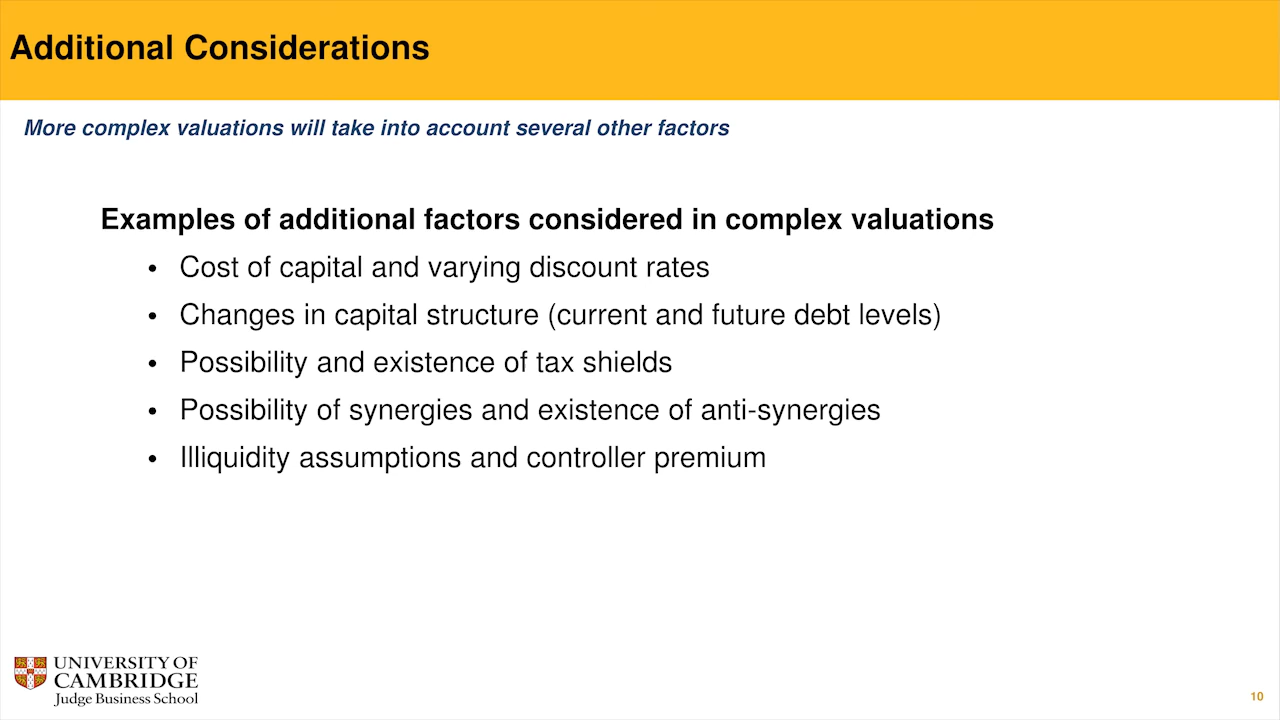 Additional Considerations
More complex valuations will take into account several other factors
Examples of additional factors considered in complex valuations
• Cost of capital and varying discount rates
• Changes in capital structure (current and future debt levels)
• Possibility and existence of tax shields
• Possibility of synergies and existence of anti-synergies
• Illiquidity assumptions and controller premium
UNIVERSITY OF
CAMBRIDGE
Judge Business School
10